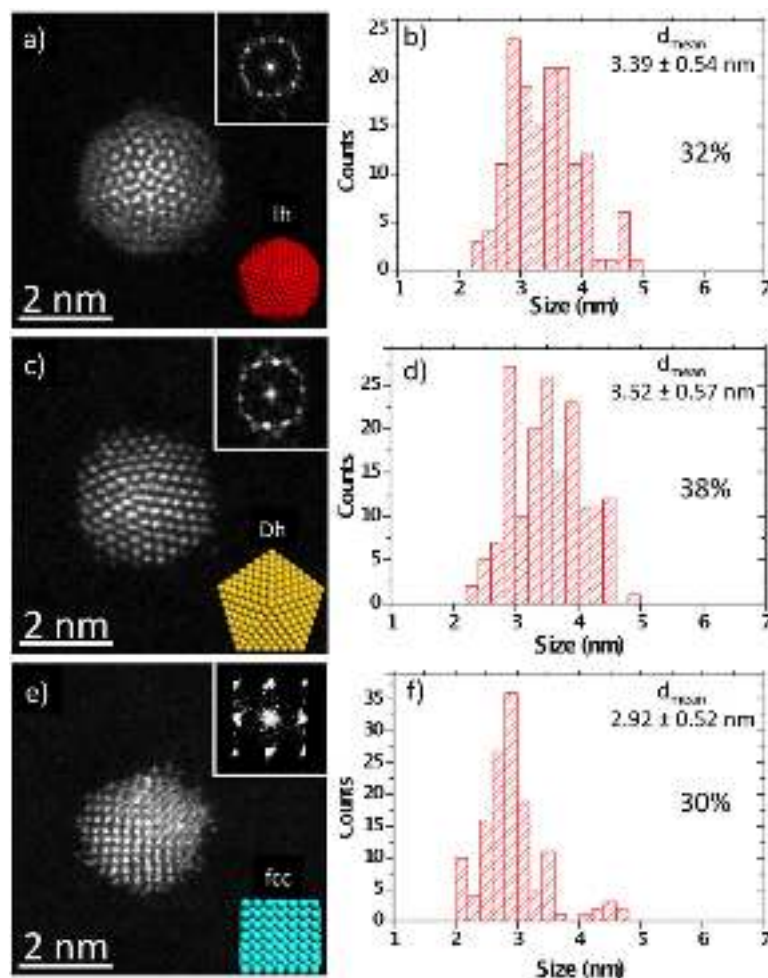 a)
Ih
2 nm
b)
d mean
3.39 ± 0.54 nm
32%
Counts
25
20
15
10
5
0
1 2 3 4 5 6 7
Size (nm)
c)
Dh
2 nm
d)
d mean
3.52 ± 0.57 nm
38%
Counts
25
20
15
10
5
0
1 2 3 4 5 6 7
Size (nm)
e)
fcc
2 nm
f)
d mean
2.92 ± 0.52 nm
30%
Counts
35
30
25
20
15
10
5
0
1 2 3 4 5 6 7
Size (nm)